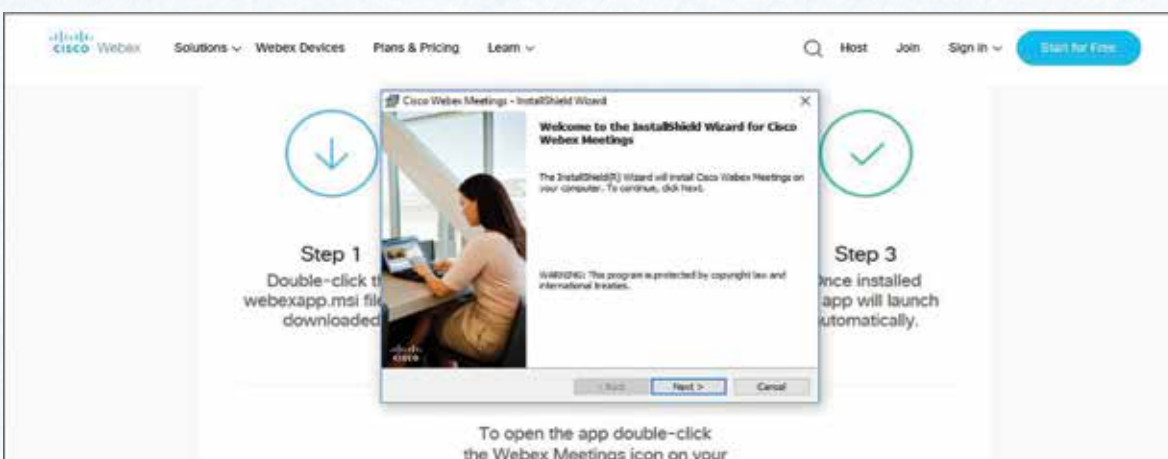 CISCO Webex Solutions Webex Devices Plans & Pricing Learn Host Join Sign in Start for Free
Cisco Webex Meetings - InstallShield Wizard
Welcome to the InstallShield Wizard for Cisco
Webex Meetings
The InstallShield(R) Wizard will install Cisco Webex Meetings on
your computer. To continue, click Next.
WARNING: This program is protected by copyright law and
international treaties.
CISCO
< Back Next > Cancel
Step 1
Double-click t
webexapp.msi file
downloaded
Step 3
Once installed
app will launch
automatically.
To open the app double-click
the Webex Meetings icon on your